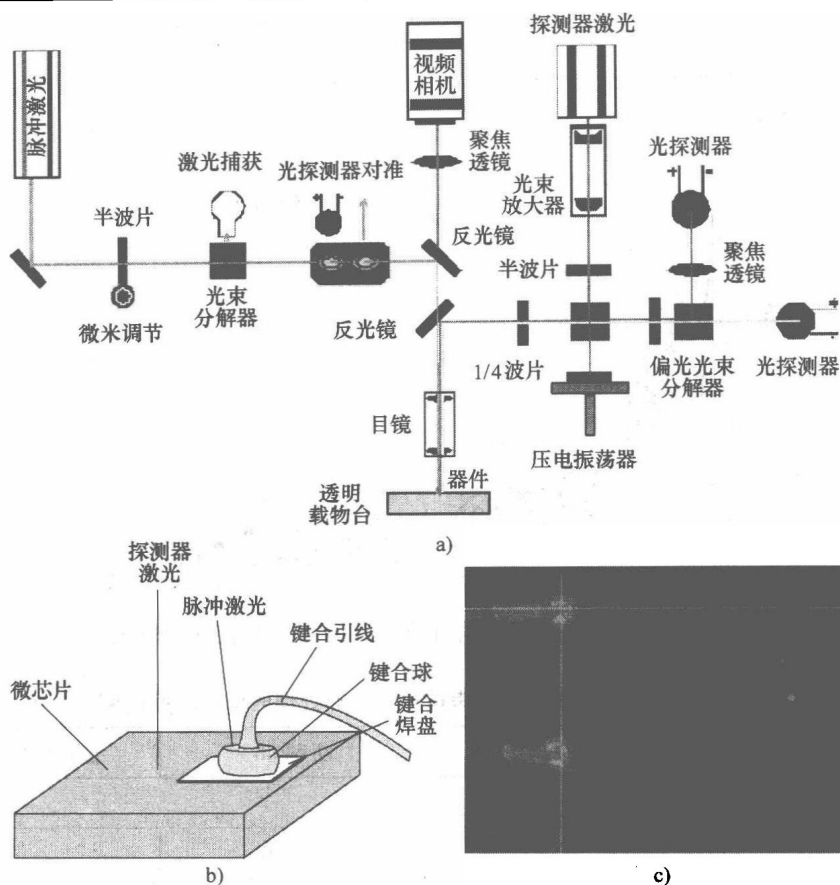 探测器激光
脉冲激光
视频
相机
聚焦
透镜
激光捕获
光探测器对准
光束
放大器
光探测器
半波片
反光镜
半波片
聚焦
透镜
微米调节
光束
分解器
反光镜
1/4波片
偏光光束
分解器
光探测器
目镜
压电振荡器
器件
透明
载物台
a)
探测器
激光
脉冲激光
键合引线
键合球
微芯片
键合
焊盘
b)
c)